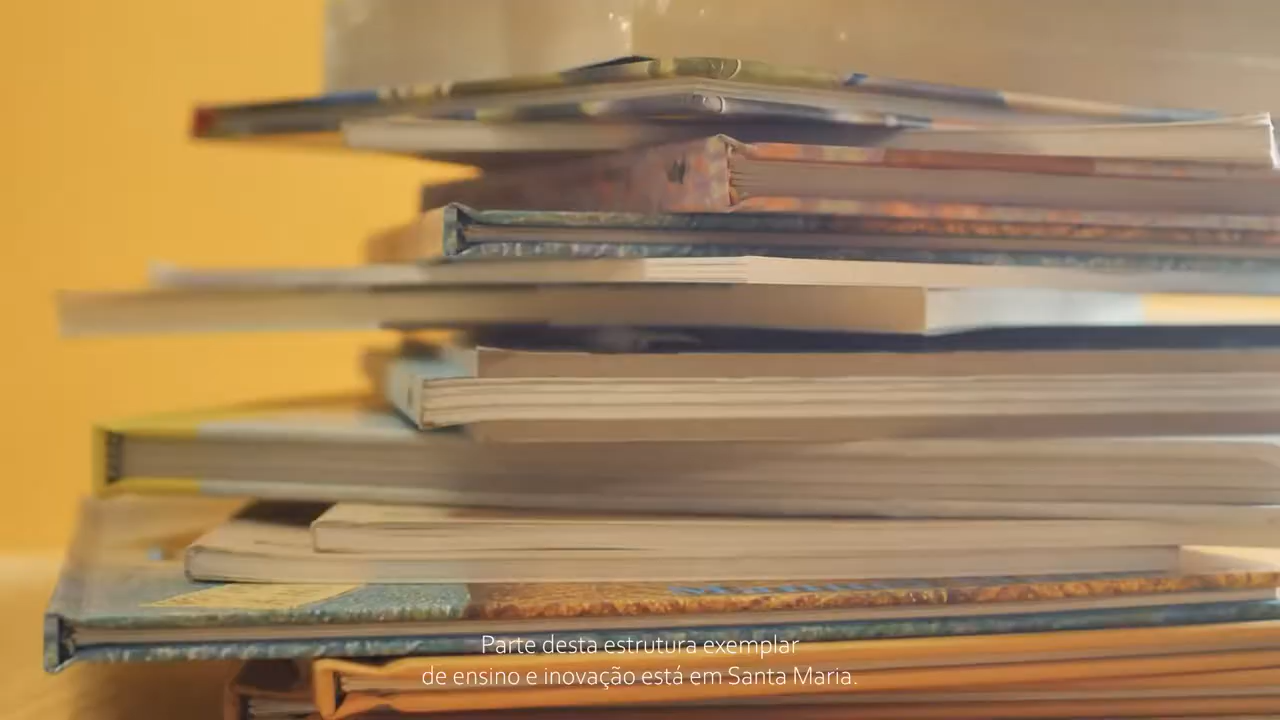 Parte desta estrutura exemplar
de ensino e inovação está em Santa Maria.